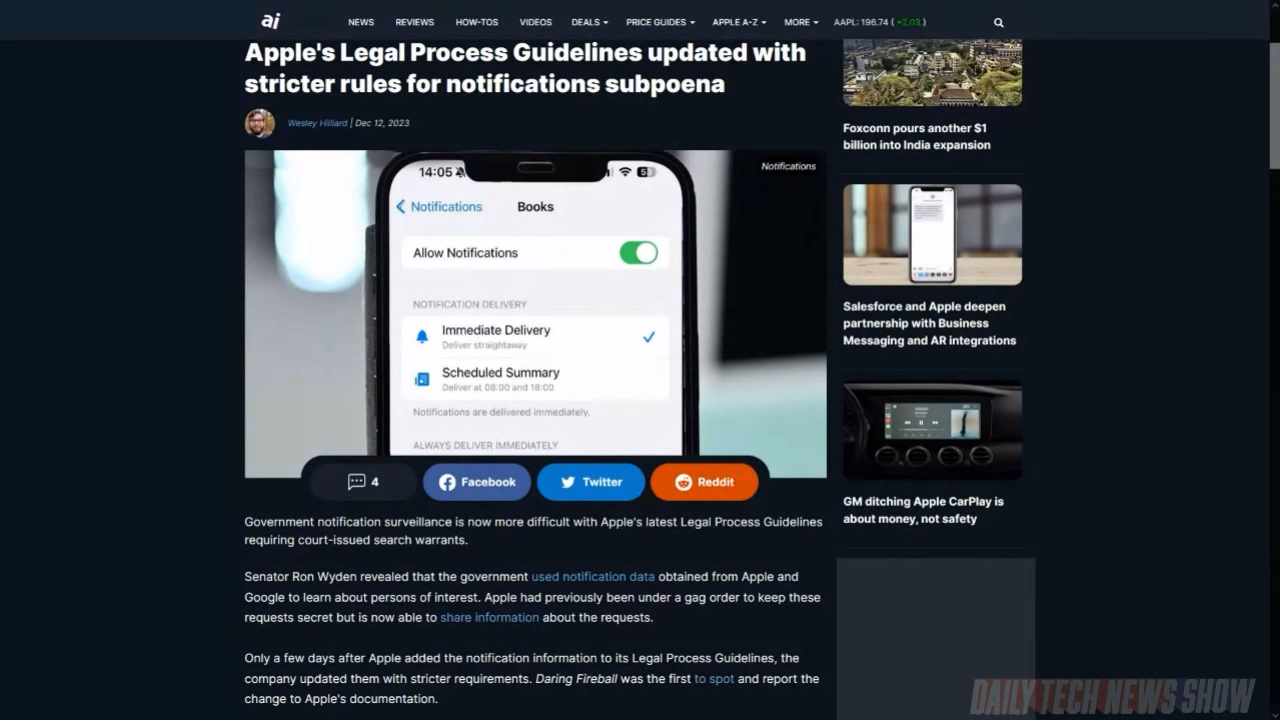 ai
NEWS REVIEWS HOW-TOS VIDEOS DEALS PRICE GUIDES APPLE A-Z MORE AAPL: 196.74 ( +2.03 )
Apple's Legal Process Guidelines updated with
stricter rules for notifications subpoena
Wesley Hilliard | Dec 12, 2023
Notifications
14:05
Notifications Books
Allow Notifications
NOTIFICATION DELIVERY
Immediate Delivery
Deliver straightaway
Scheduled Summary
Deliver at 08:00 and 18:00
Notifications are delivered immediately.
ALWAYS DELIVER IMMEDIATELY
4 Facebook Twitter Reddit
Government notification surveillance is now more difficult with Apple's latest Legal Process Guidelines
requiring court-issued search warrants.
Senator Ron Wyden revealed that the government used notification data obtained from Apple and
Google to learn about persons of interest. Apple had previously been under a gag order to keep these
requests secret but is now able to share information about the requests.
Only a few days after Apple added the notification information to its Legal Process Guidelines, the
company updated them with stricter requirements. Daring Fireball was the first to spot and report the
change to Apple's documentation.
Foxconn pours another $1
billion into India expansion
Salesforce and Apple deepen
partnership with Business
Messaging and AR integrations
GM ditching Apple CarPlay is
about money, not safety
DAILY TECH NEWS SHOW